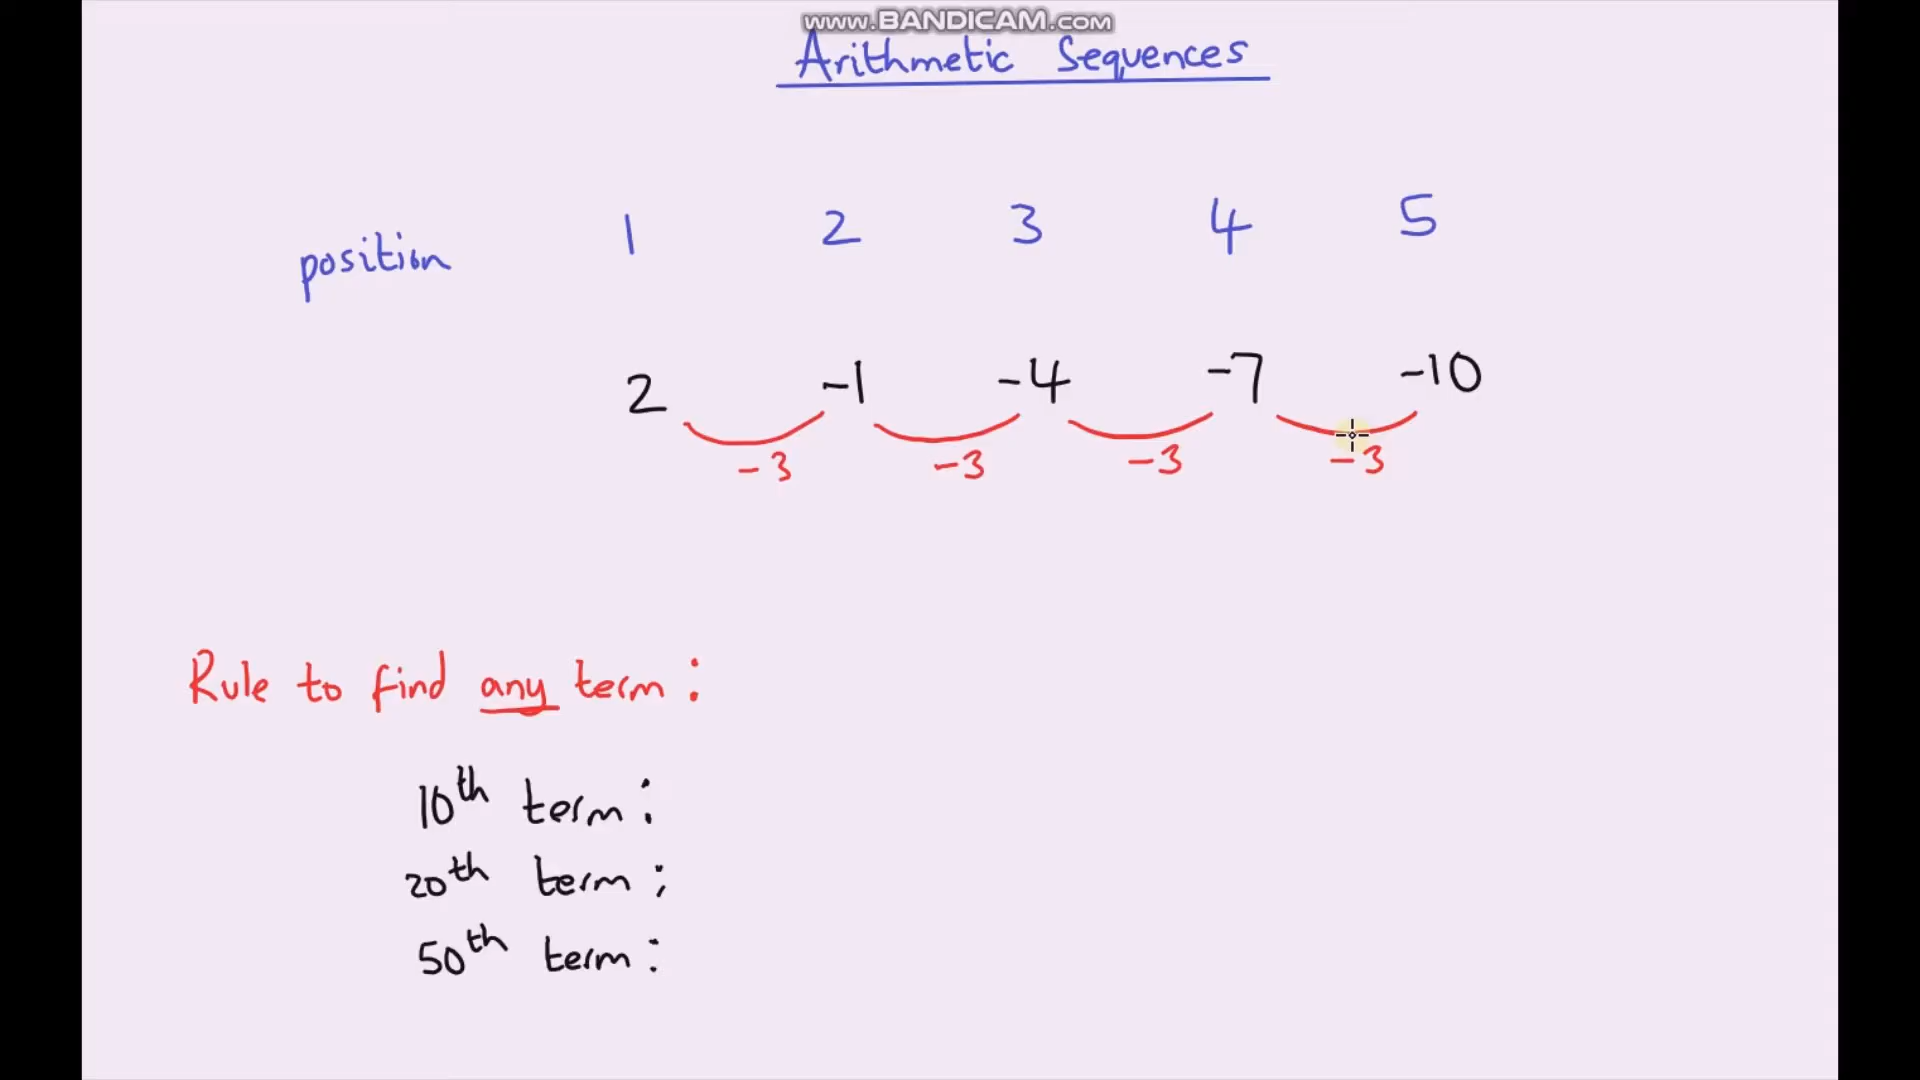 www.BANDICAM.com
Arithmetic Sequences
position 1 2 3 4 5
2 -1 -4 -7 -10
-3 -3 -3 -3
Rule to find any term:
10th term:
20th term:
50th term: